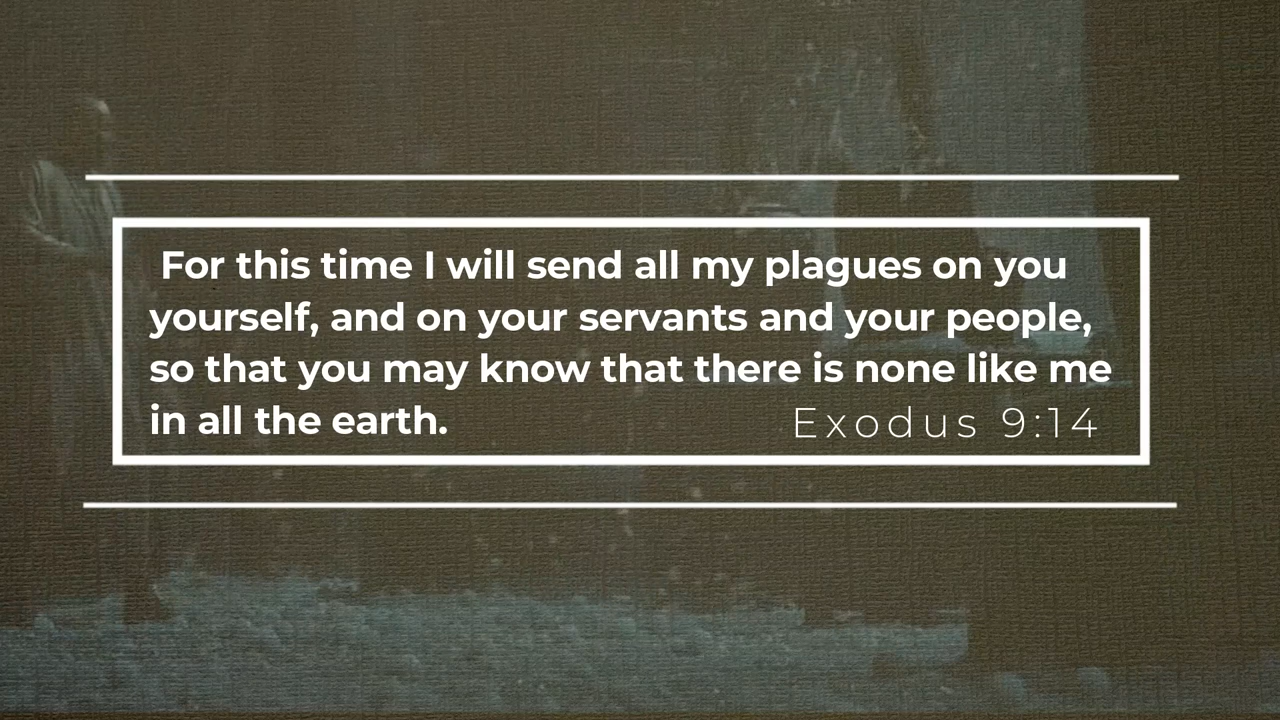 For this time I will send all my plagues on you
yourself, and on your servants and your people,
so that you may know that there is none like me
in all the earth.
Exodus 9:14